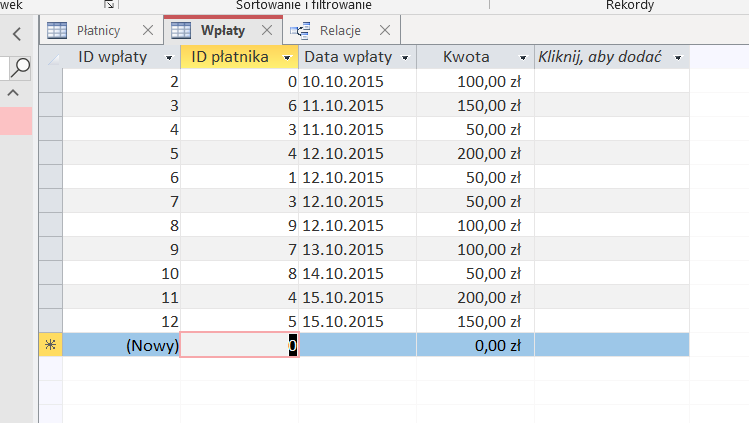 wek Sortowanie i filtrowanie Rekordy
Płatnicy Wpłaty Relacje
ID wpłaty ID płatnika Data wpłaty Kwota Kliknij, aby dodać
2 0 10.10.2015 100,00 zł
3 6 11.10.2015 150,00 zł
4 3 11.10.2015 50,00 zł
5 4 12.10.2015 200,00 zł
6 1 12.10.2015 50,00 zł
7 3 12.10.2015 50,00 zł
8 9 12.10.2015 100,00 zł
9 7 13.10.2015 100,00 zł
10 8 14.10.2015 50,00 zł
11 4 15.10.2015 200,00 zł
12 5 15.10.2015 150,00 zł
(Nowy) 0 0,00 zł